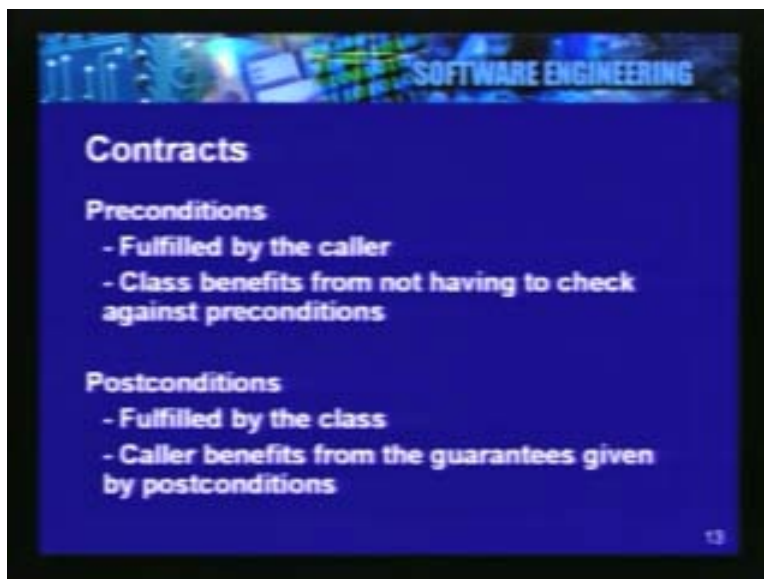 SOFTWARE ENGINEERING
Contracts
Preconditions
- Fulfilled by the caller
- Class benefits from not having to check
against preconditions
Postconditions
- Fulfilled by the class
- Caller benefits from the guarantees given
by postconditions
13